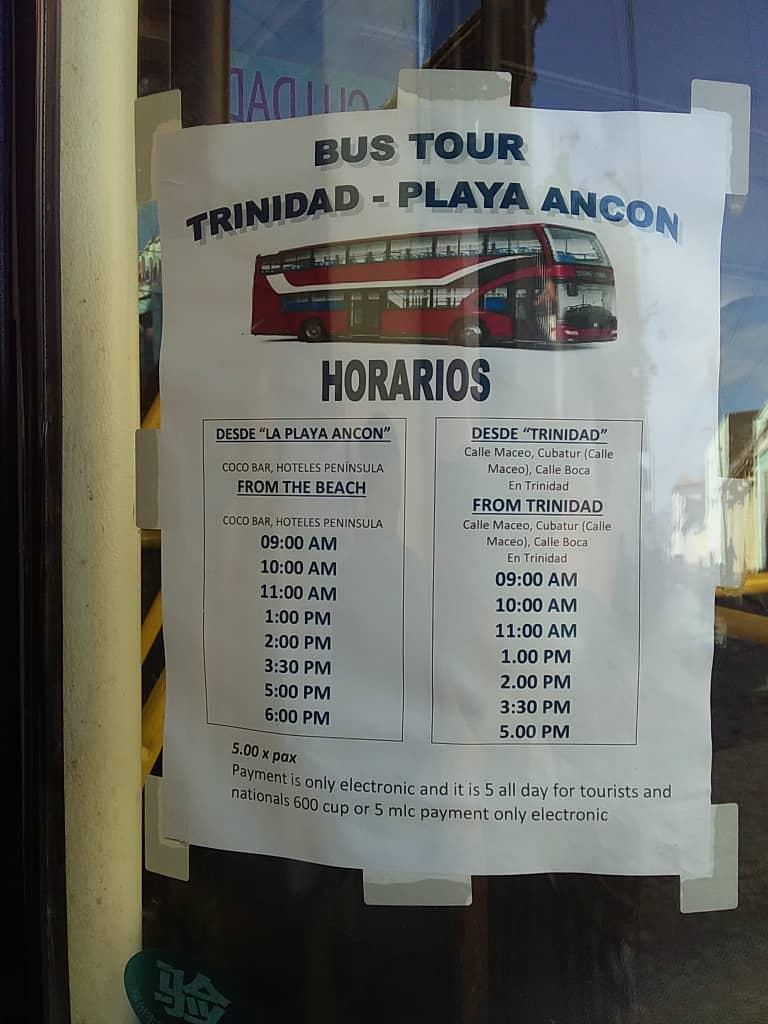 CIUDAD
BUS TOUR
TRINIDAD - PLAYA ANCON
HORARIOS
DESDE “LA PLAYA ANCON”
COCO BAR, HOTELES PENÍNSULA
FROM THE BEACH
COCO BAR, HOTELES PENINSULA
09:00 AM
10:00 AM
11:00 AM
1:00 PM
2:00 PM
3:30 PM
5:00 PM
6:00 PM
DESDE “TRINIDAD”
Calle Maceo, Cubatur (Calle
Maceo), Calle Boca
En Trinidad
FROM TRINIDAD
Calle Maceo, Cubatur (Calle
Maceo), Calle Boca
En Trinidad
09:00 AM
10:00 AM
11:00 AM
1.00 PM
2.00 PM
3:30 PM
5.00 PM
5.00 x pax
Payment is only electronic and it is 5 all day for tourists and
nationals 600 cup or 5 mlc payment only electronic
验